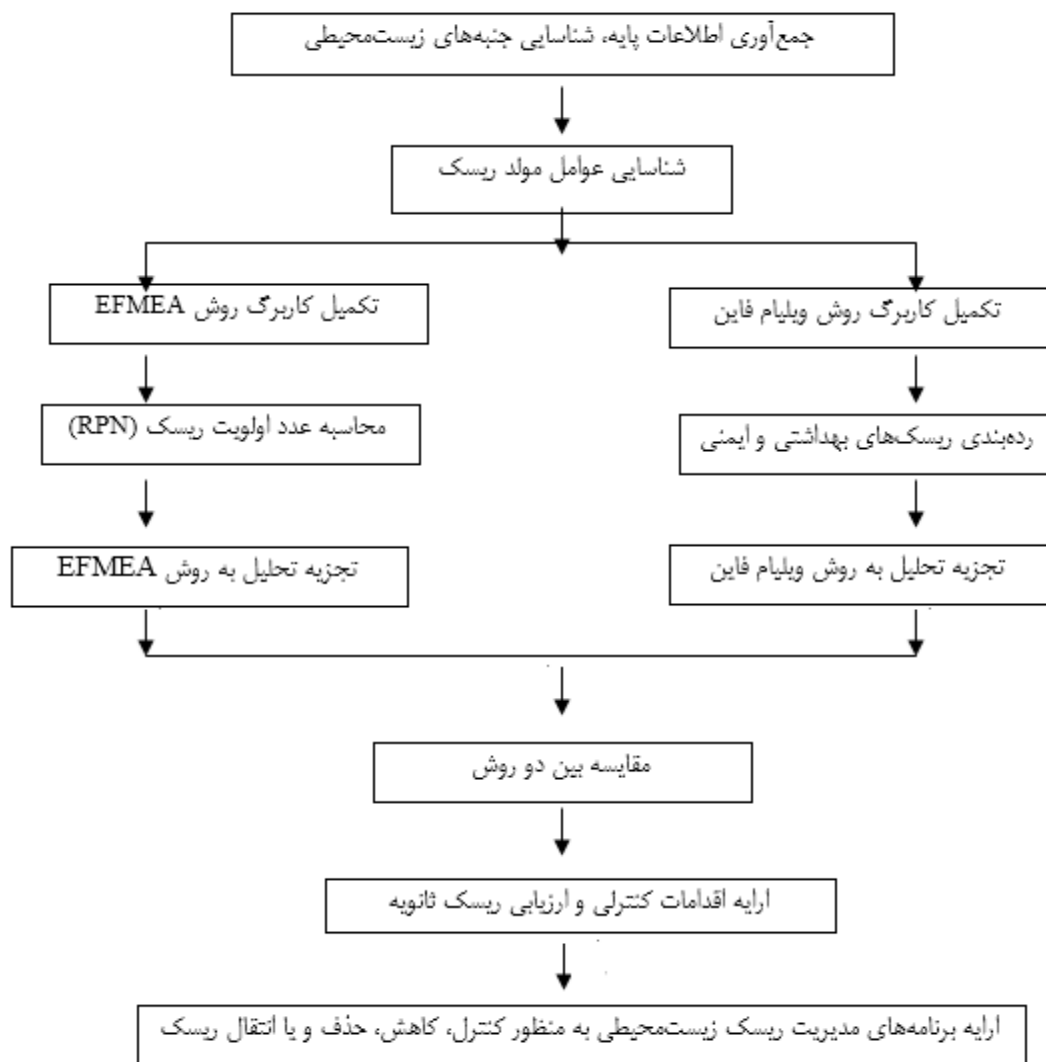 جمع‌آوری اطلاعات پایه، شناسایی جنبه‌های زیست‌محیطی
شناسایی عوامل مولد ریسک
تکمیل کاربرگ روش ویلیام فاین
تکمیل کاربرگ روش EFMEA
رده‌بندی ریسک‌های بهداشتی و ایمنی
محاسبه عدد اولویت ریسک (RPN)
تجزیه تحلیل به روش ویلیام فاین
تجزیه تحلیل به روش EFMEA
مقایسه بین دو روش
ارایه اقدامات کنترلی و ارزیابی ریسک ثانویه
ارایه برنامه‌های مدیریت ریسک زیست‌محیطی به منظور کنترل، کاهش، حذف و یا انتقال ریسک